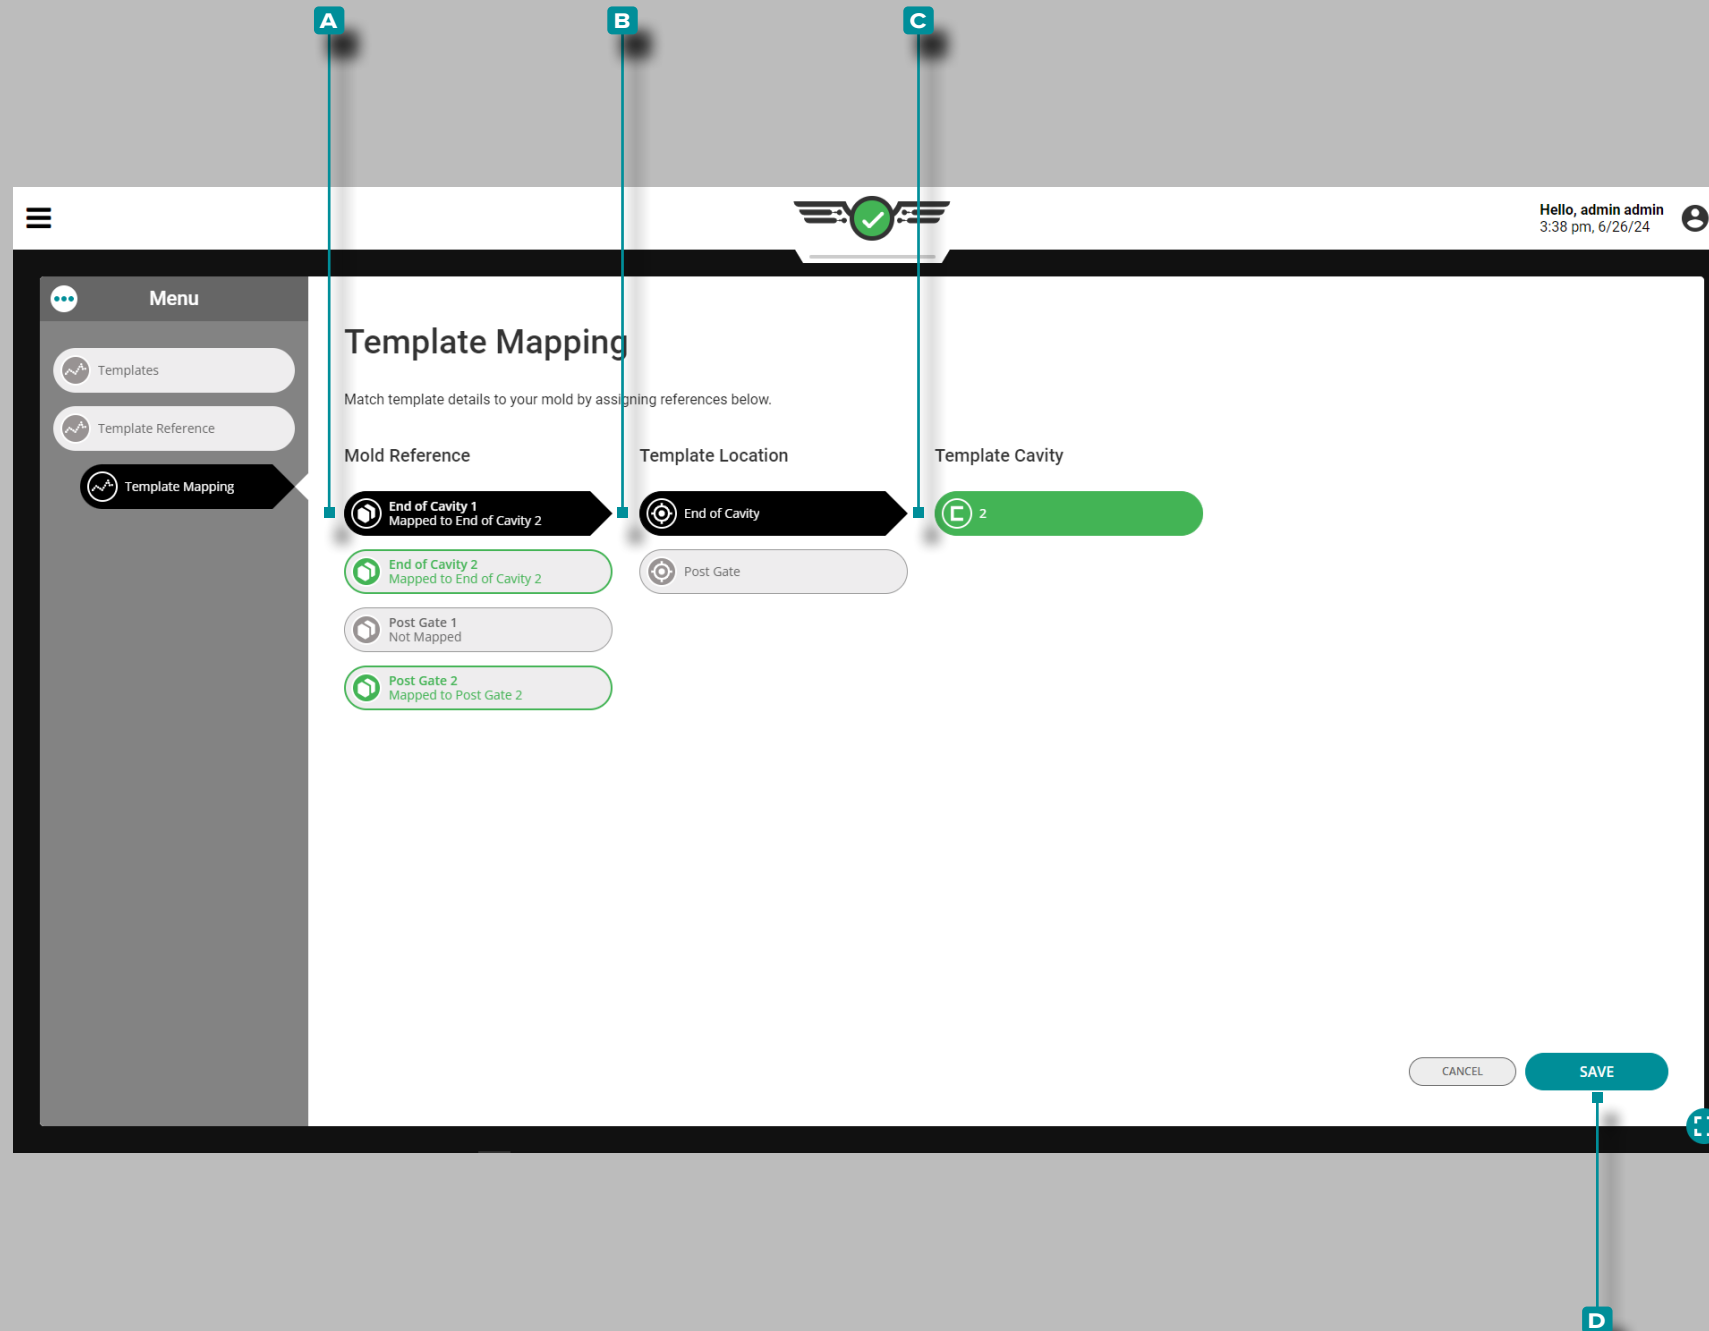 A
B
C
Hello, admin admin
3:38 pm, 6/26/24
Menu
Templates
Template Reference
Template Mapping
Template Mapping
Match template details to your mold by assigning references below.
Mold Reference
Template Location
Template Cavity
End of Cavity 1
Mapped to End of Cavity 2
End of Cavity
2
End of Cavity 2
Mapped to End of Cavity 2
Post Gate
Post Gate 1
Not Mapped
Post Gate 2
Mapped to Post Gate 2
CANCEL
SAVE
D